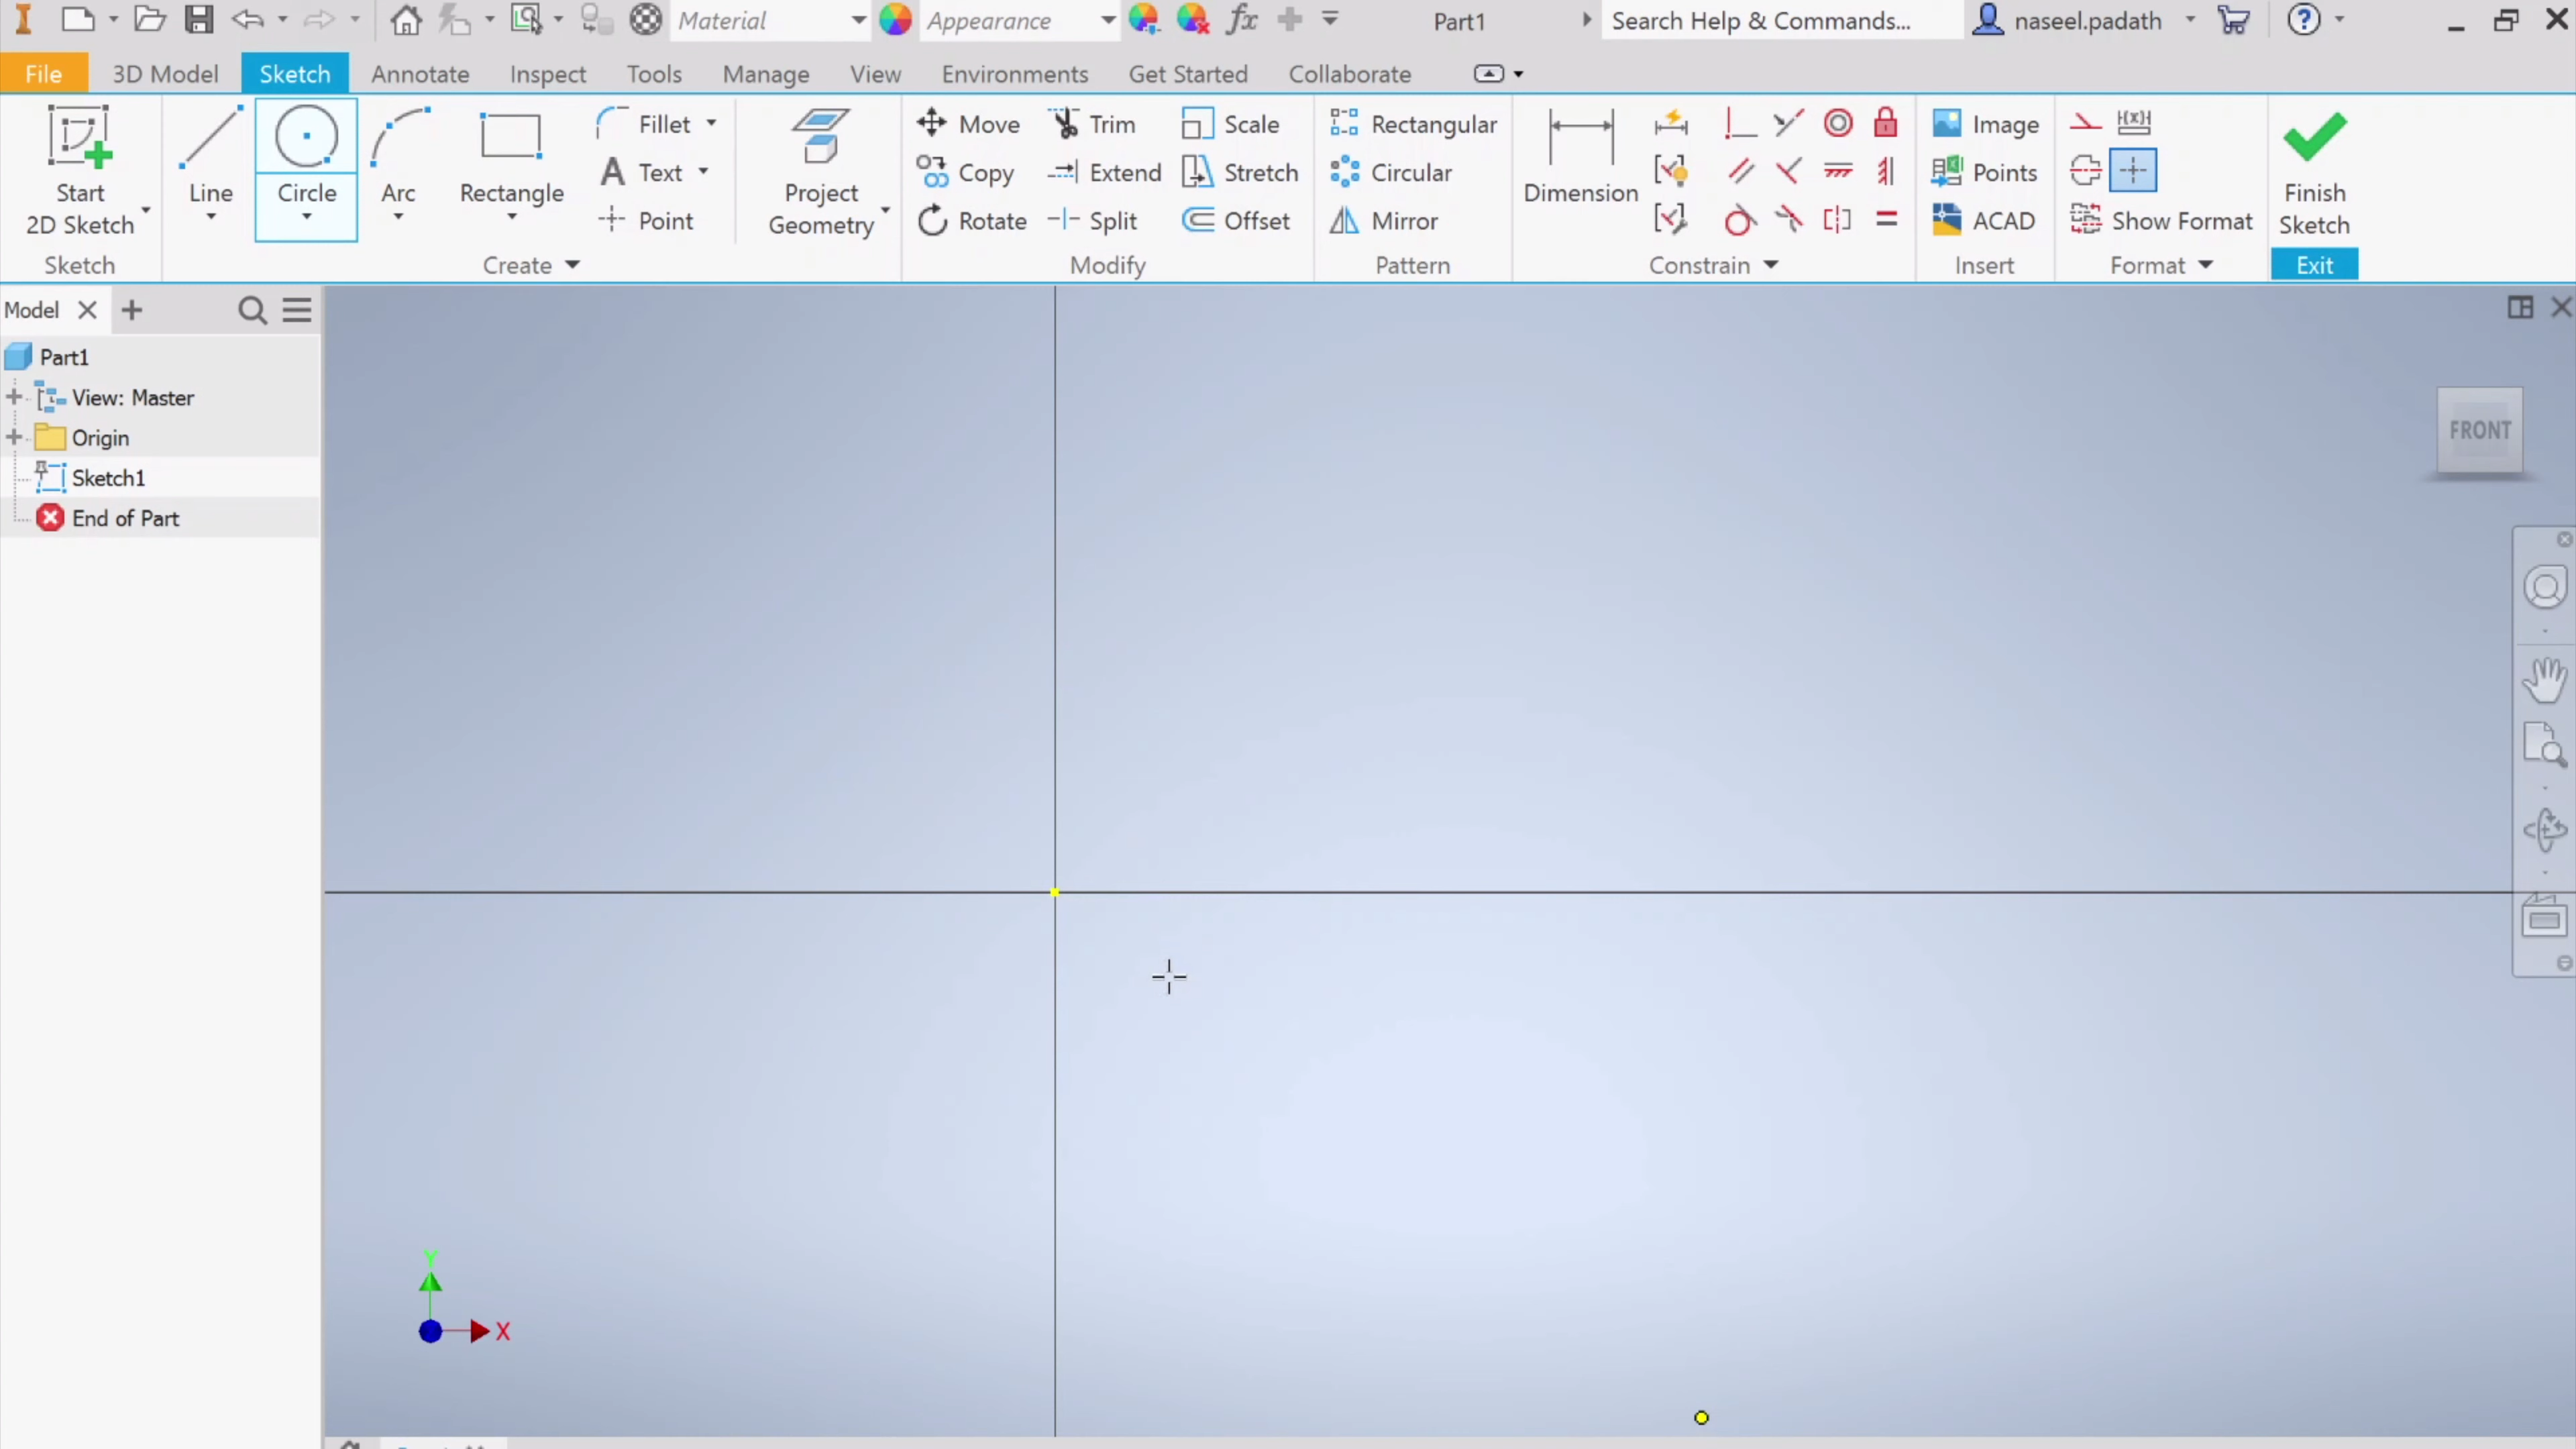 Material
Appearance
fx
Part1
Search Help & Commands...
naseel.padath
?
File
3D Model
Sketch
Annotate
Inspect
Tools
Manage
View
Environments
Get Started
Collaborate
Start
2D Sketch
Line
Circle
Arc
Rectangle
Fillet
A Text
Point
Project
Geometry
Move
Copy
Rotate
Trim
Extend
Split
Scale
Stretch
Offset
Rectangular
Circular
Mirror
Dimension
Image
Points
ACAD
Show Format
Finish
Sketch
Sketch
Create
Modify
Pattern
Constrain
Insert
Format
Exit
Model
Part1
View: Master
Origin
Sketch1
End of Part
FRONT
Y
X